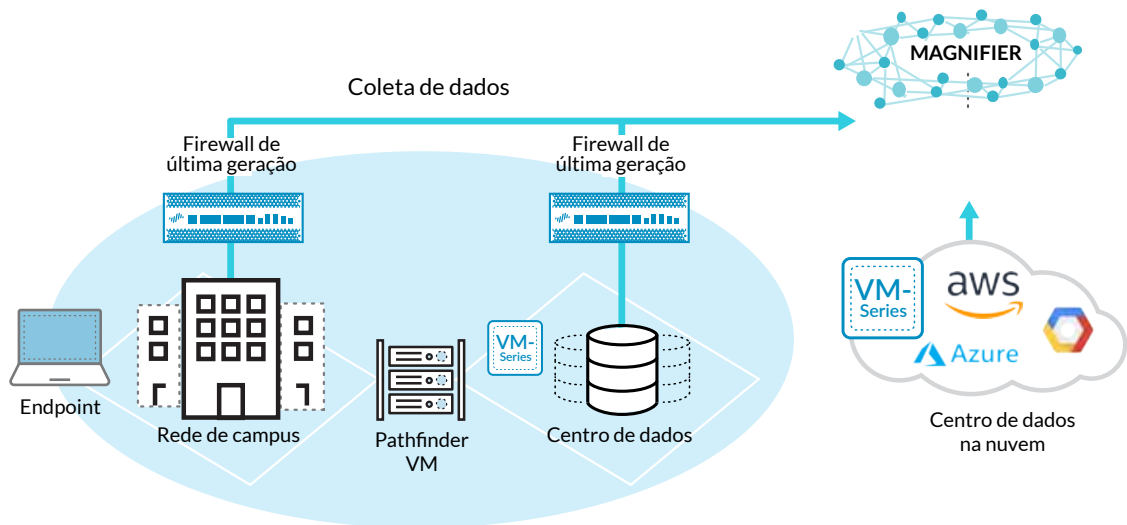 MAGNIFIER
Coleta de dados
Firewall de
última geração
Firewall de
última geração
VM-
Series
aws
Azure
VM-
Series
Endpoint
Rede de campus
Pathfinder
VM
Centro de dados
Centro de dados
na nuvem